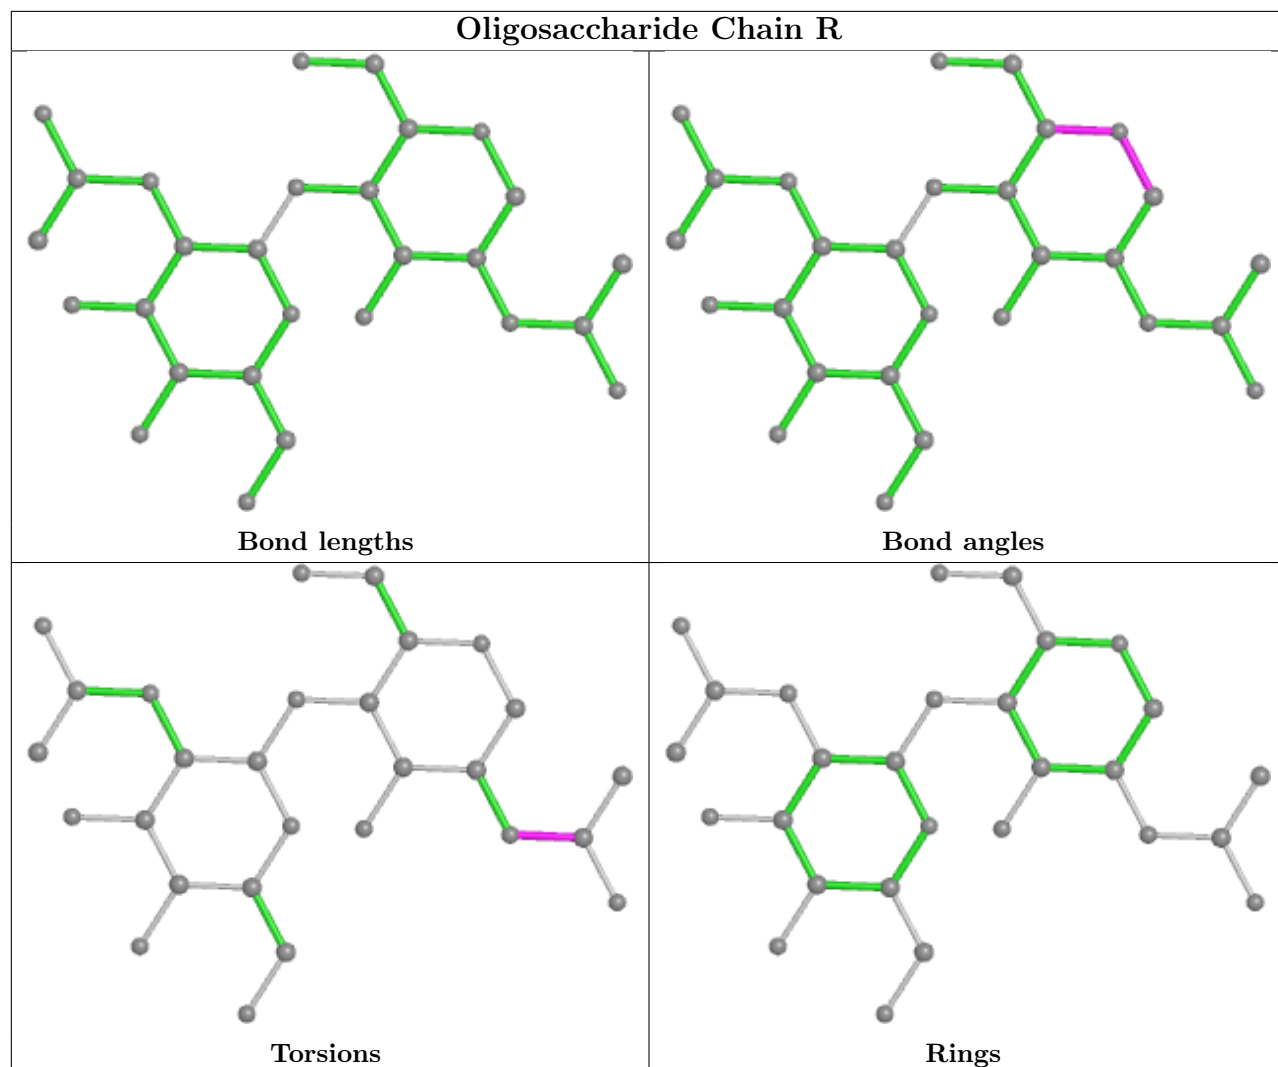 Oligosaccharide Chain R
Bond lengths
Bond angles
Torsions
Rings